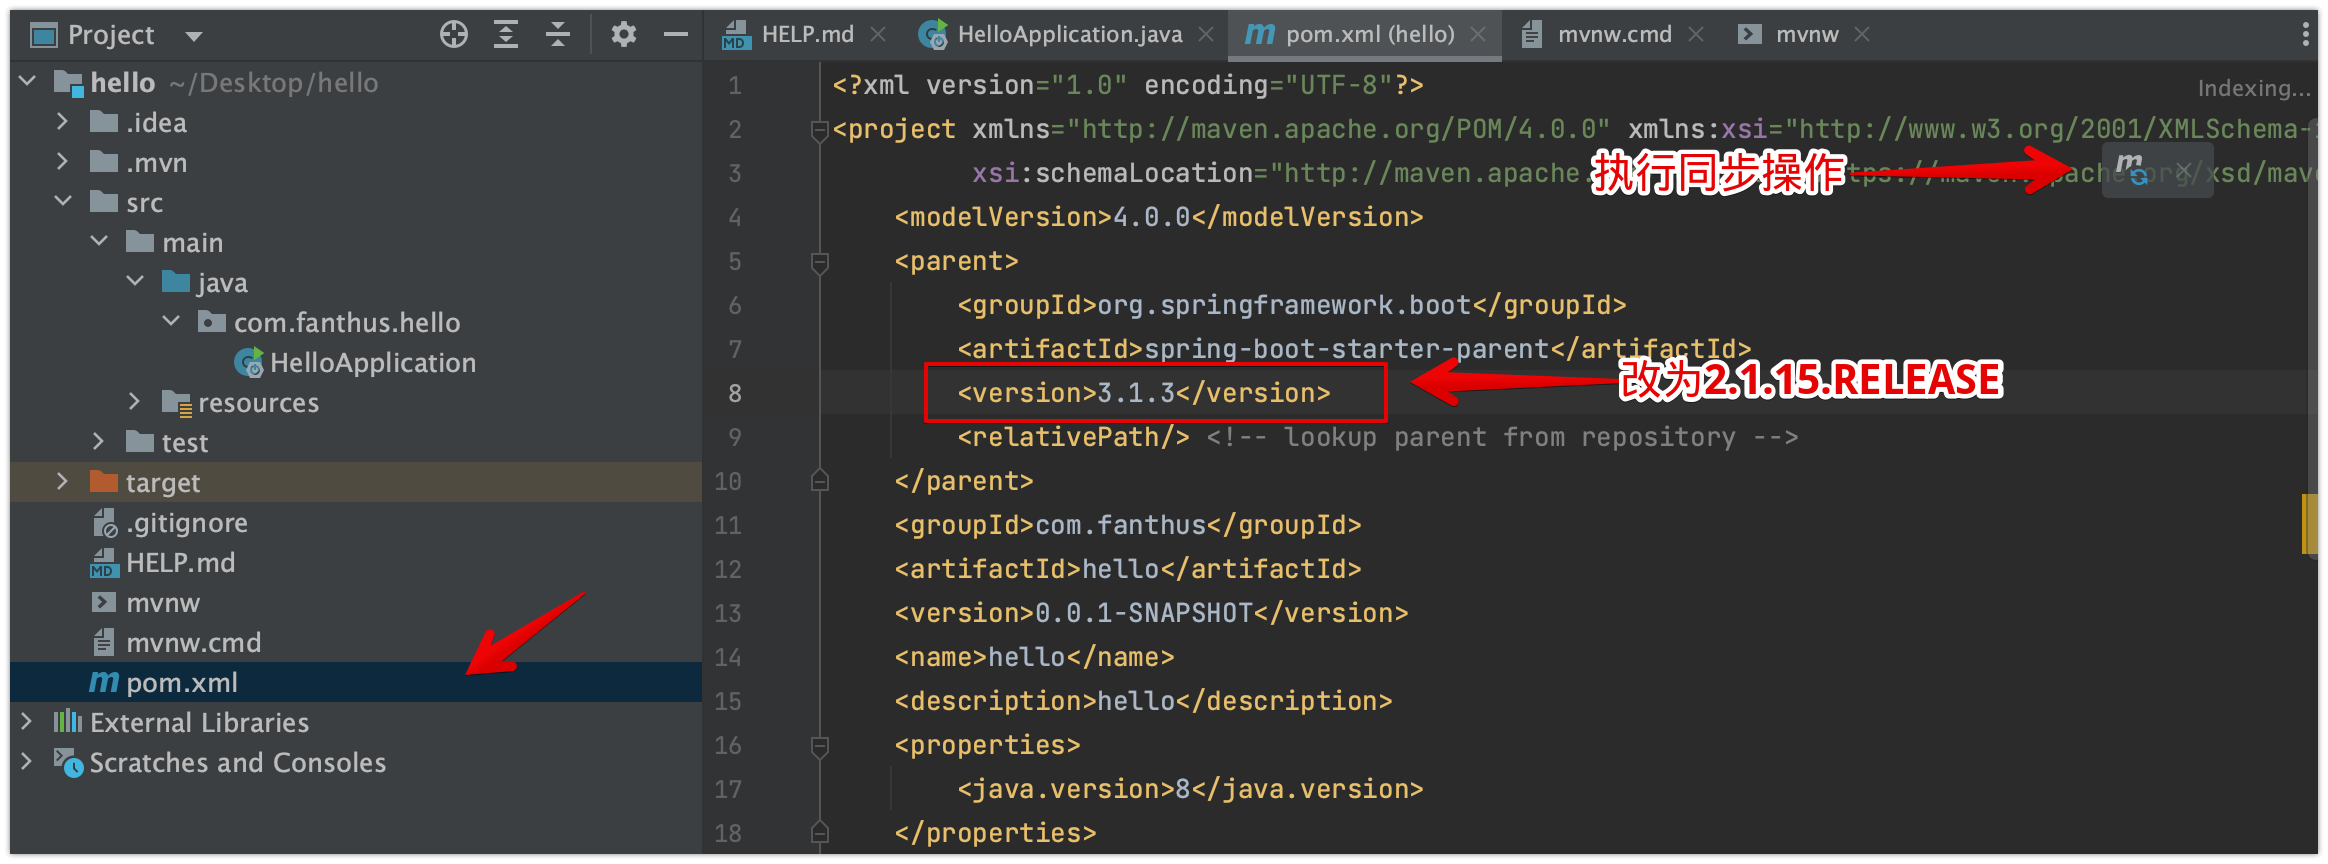 Project
hello ~/Desktop/hello
.idea
.mvn
src
main
java
com.fanthus.hello
HelloApplication
resources
test
target
.gitignore
HELP.md
mvnw
mvnw.cmd
pom.xml
External Libraries
Scratches and Consoles
HELP.md
HelloApplication.java
pom.xml (hello)
mvnw.cmd
mvnw
Indexing...
1 <?xml version="1.0" encoding="UTF-8"?>
2 <project xmlns="http://maven.apache.org/POM/4.0.0" xmlns:xsi="http://www.w3.org/2001/XMLSchema-
3 xsi:schemaLocation="http://maven.apache.
执行同步操作
4 <modelVersion>4.0.0</modelVersion>
5 <parent>
6 <groupId>org.springframework.boot</groupId>
7 <artifactId>spring-boot-starter-parent</artifactId>
8 <version>3.1.3</version>
改为2.1.15.RELEASE
9 <relativePath/> <!-- lookup parent from repository -->
10 </parent>
11 <groupId>com.fanthus</groupId>
12 <artifactId>hello</artifactId>
13 <version>0.0.1-SNAPSHOT</version>
14 <name>hello</name>
15 <description>hello</description>
16 <properties>
17 <java.version>8</java.version>
18 </properties>